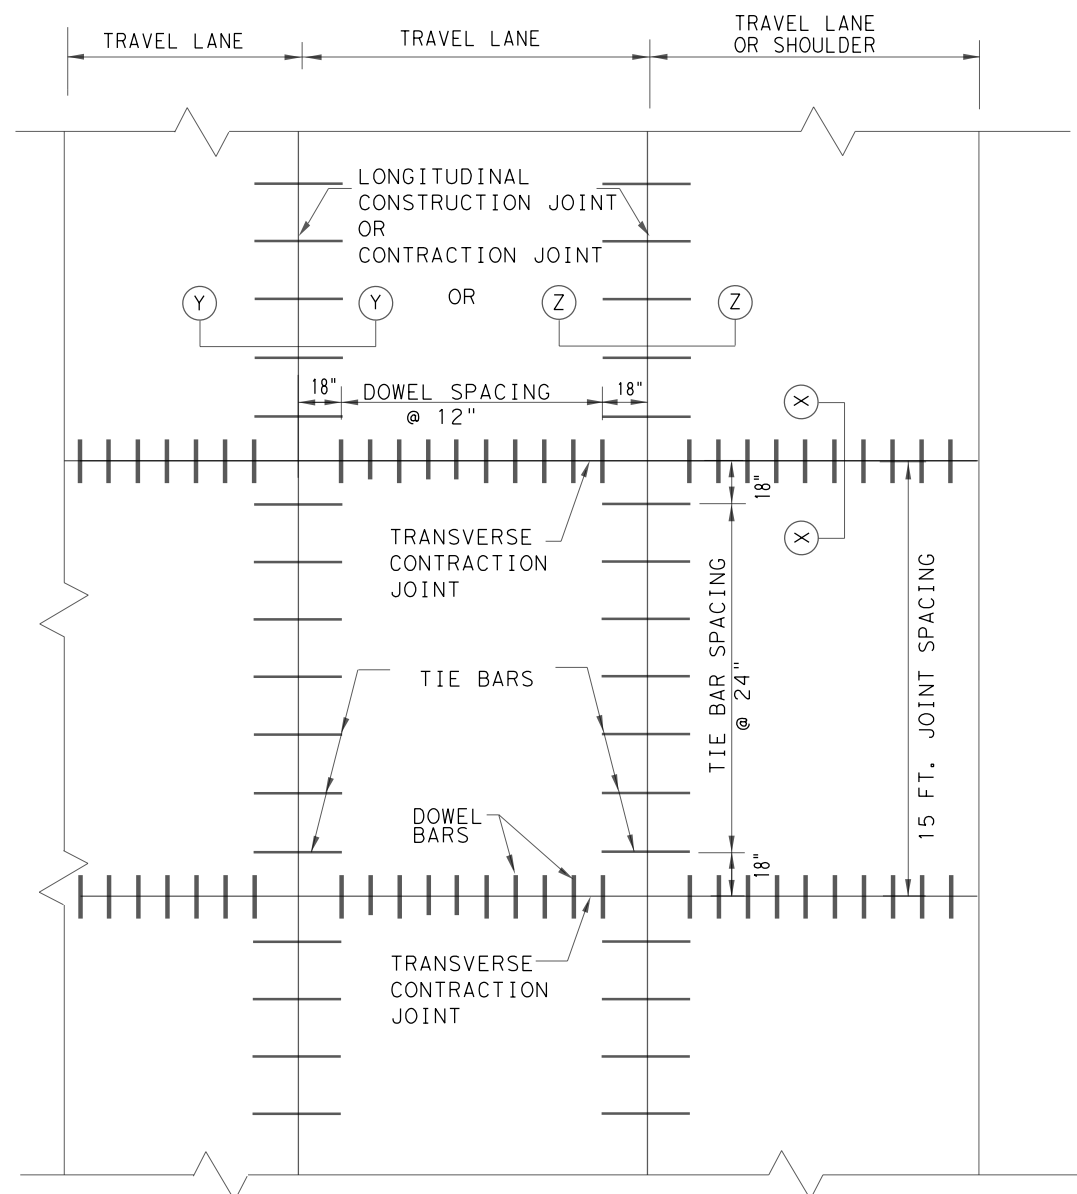 TRAVEL LANE
TRAVEL LANE
TRAVEL LANE
OR SHOULDER
LONGITUDINAL
CONSTRUCTION JOINT
OR
CONTRACTION JOINT
OR
Y
Y
Z
Z
18"
DOWEL SPACING
@ 12"
18"
X
X
18"
TRANSVERSE
CONTRACTION
JOINT
TIE BAR SPACING
@ 24"
15 FT. JOINT SPACING
TIE BARS
DOWEL
BARS
18"
TRANSVERSE
CONTRACTION
JOINT